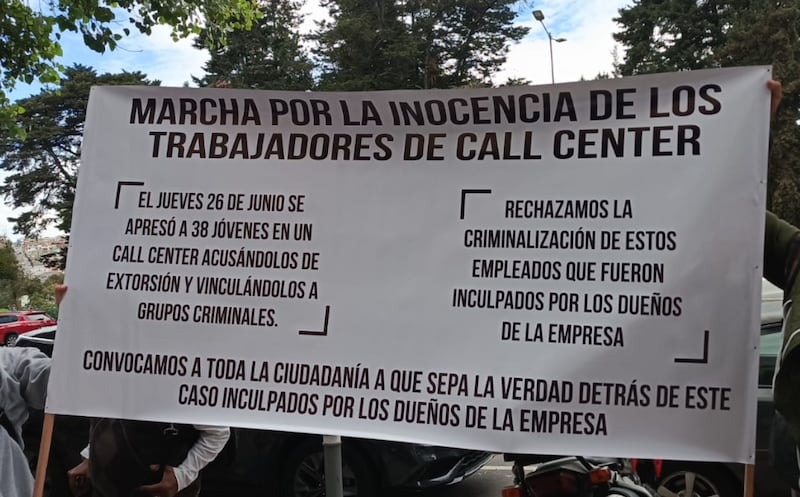 MARCHA POR LA INOCENCIA DE LOS
TRABAJADORES DE CALL CENTER
EL JUEVES 26 DE JUNIO SE
APRESÓ A 38 JÓVENES EN UN
CALL CENTER ACUSÁNDOLOS DE
EXTORSIÓN Y VINCULÁNDOLOS A
GRUPOS CRIMINALES.
RECHAZAMOS LA
CRIMINALIZACIÓN DE ESTOS
EMPLEADOS QUE FUERON
INCULPADOS POR LOS DUEÑOS
DE LA EMPRESA
CONVOCAMOS A TODA LA CIUDADANÍA A QUE SEPA LA VERDAD DETRÁS DE ESTE
CASO INCULPADOS POR LOS DUEÑOS DE LA EMPRESA